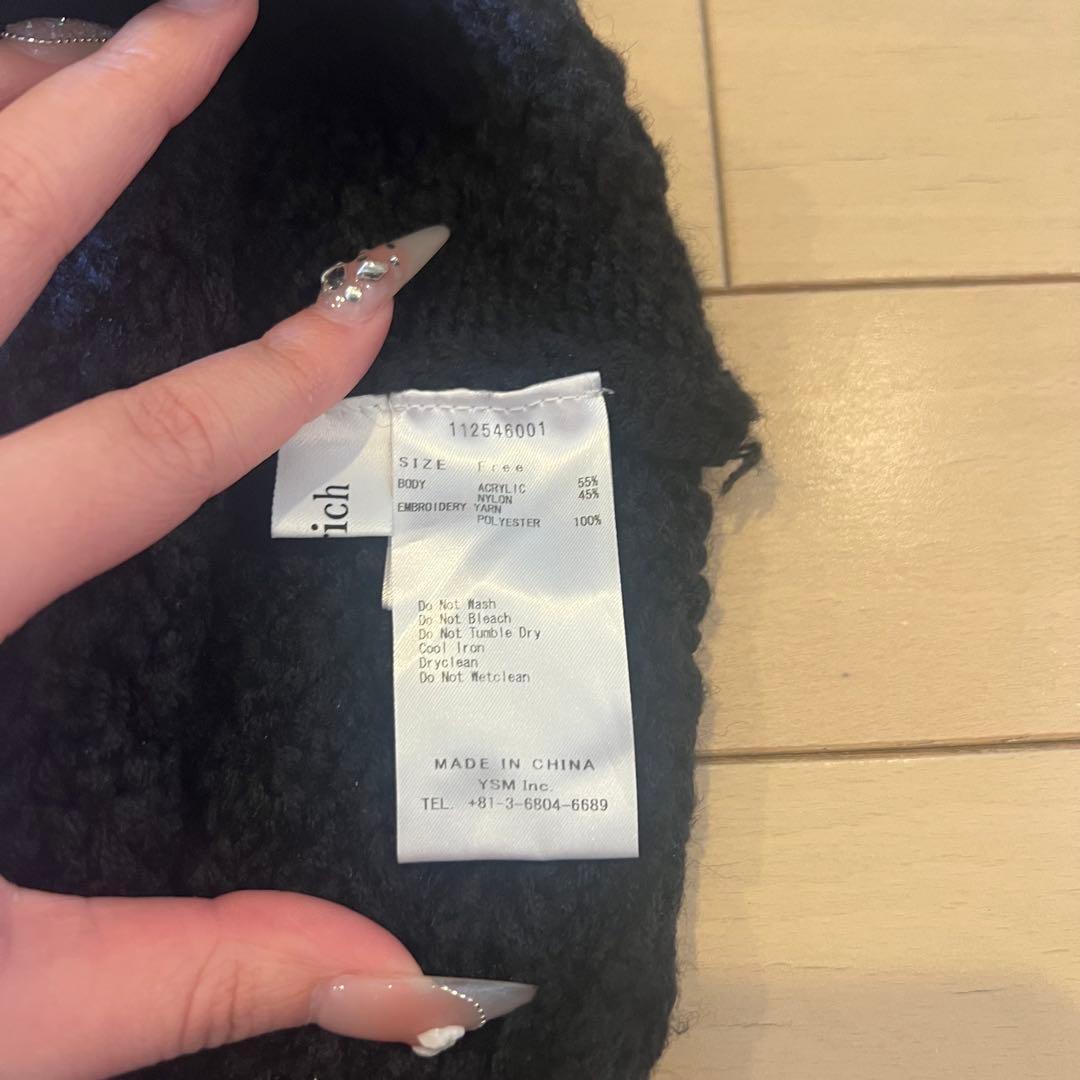 112546001
SIZE Free
BODY ACRYLIC 55%
NYLON 45%
EMBROIDERY YARN
POLYESTER 100%
Do Not Wash
Do Not Bleach
Do Not Tumble Dry
Cool Iron
Dryclean
Do Not Wetclean
MADE IN CHINA
YSM Inc.
TEL. +81-3-6804-6689
rich